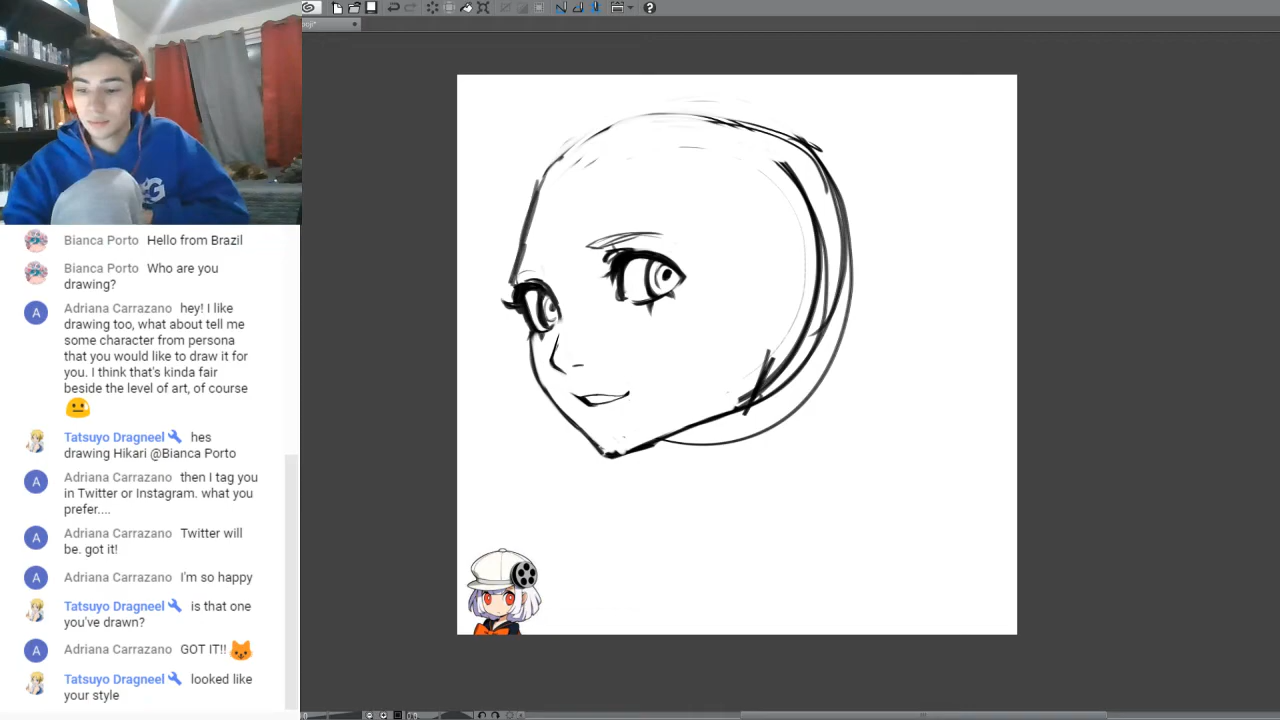 Bianca Porto Hello from Brazil
Bianca Porto Who are you
drawing?
Adriana Carrazano hey! I like
drawing too, what about tell me
some character from persona
that you would like to draw it for
you. I think that's kinda fair
beside the level of art, of course
Tatsuyo Dragneel hes
drawing Hikari @Bianca Porto
Adriana Carrazano then I tag you
in Twitter or Instagram. what you
prefer....
Adriana Carrazano Twitter will
be. got it!
Adriana Carrazano I'm so happy
Tatsuyo Dragneel is that one
you've drawn?
Adriana Carrazano GOT IT!!
Tatsuyo Dragneel looked like
your style
A
A
A
A
A